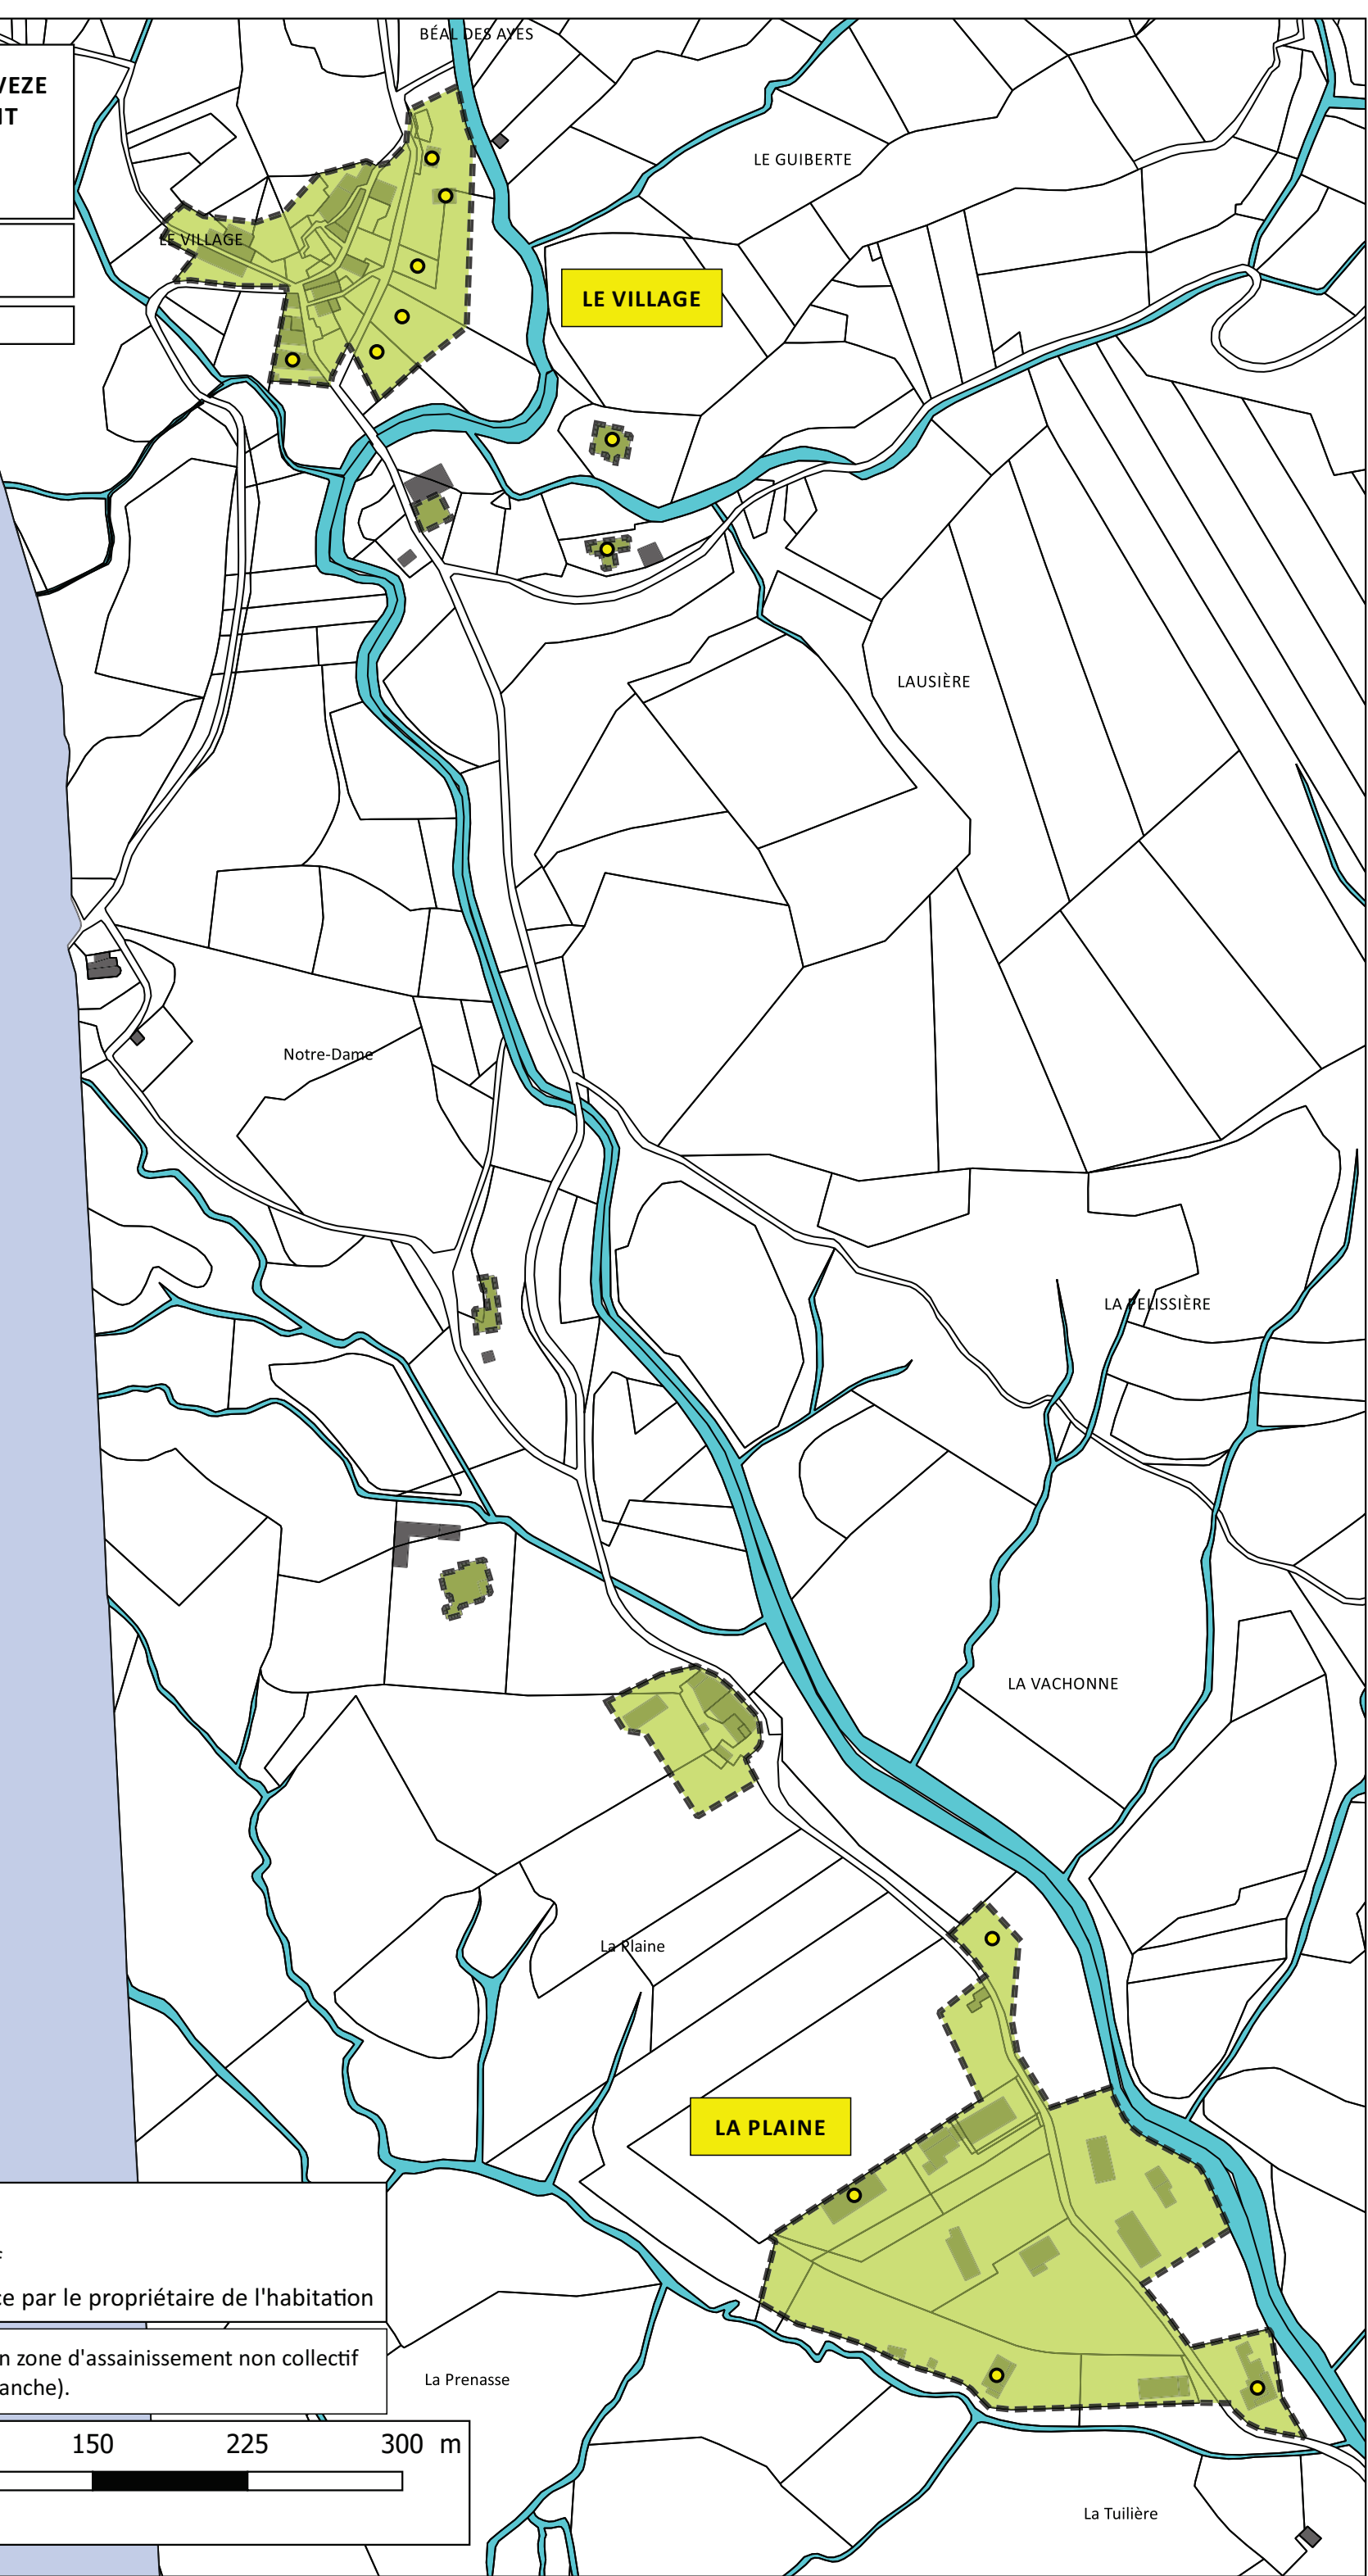 BÉAL DES AYES
VEZE
IT
LE GUIBERTE
LE VILLAGE
LE VILLAGE
LAUSIÈRE
Notre-Dame
LA PELISSIÈRE
LA VACHONNE
La Plaine
LA PLAINE
ce par le propriétaire de l'habitation
n zone d'assainissement non collectif
anche).
La Prenasse
150 225 300 m
La Tuilière